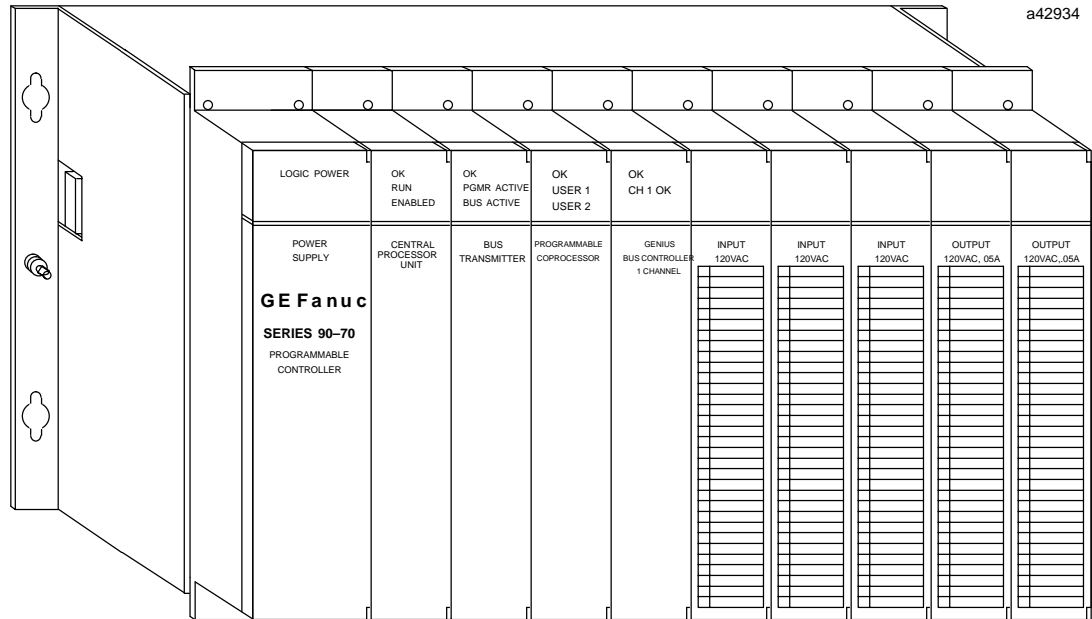 a42934
LOGIC POWER
OK
RUN
ENABLED
OK
PGMR ACTIVE
BUS ACTIVE
OK
USER 1
USER 2
OK
CH 1 OK
POWER
SUPPLY
GE Fanuc
SERIES 90–70
PROGRAMMABLE
CONTROLLER
CENTRAL
PROCESSOR
UNIT
BUS
TRANSMITTER
PROGRAMMABLE
COPROCESSOR
GENIUS
BUS CONTROLLER
1 CHANNEL
INPUT
120VAC
INPUT
120VAC
INPUT
120VAC
OUTPUT
120VAC, 05A
OUTPUT
120VAC,.05A